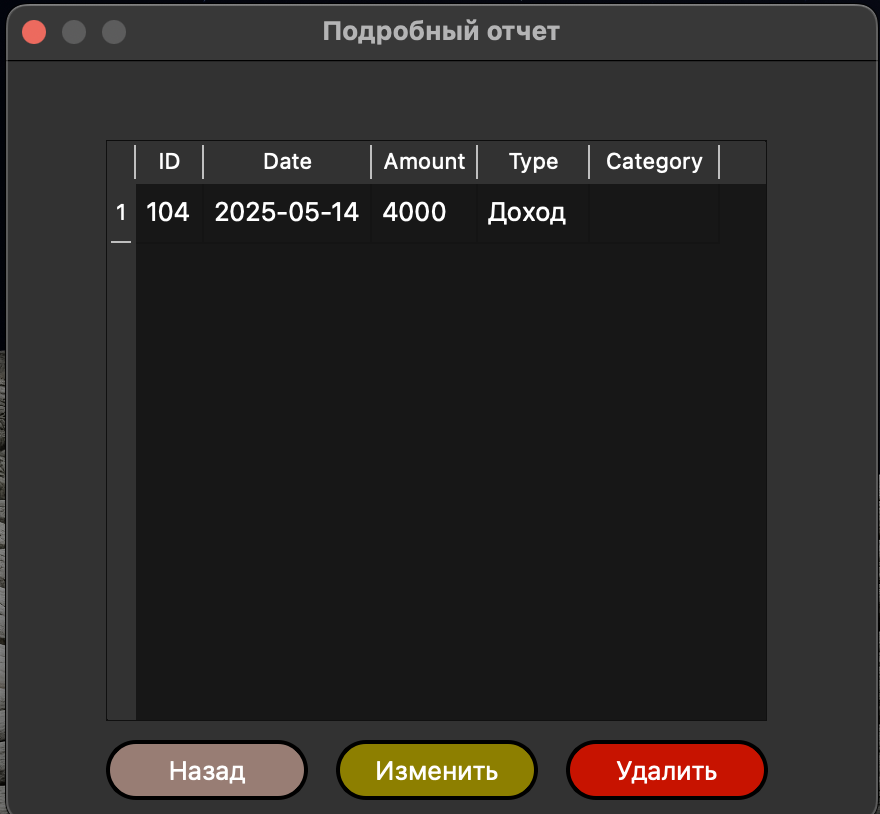 Подробный отчет
ID Date Amount Type Category
1 104 2025-05-14 4000 Доход
Назад Изменить Удалить